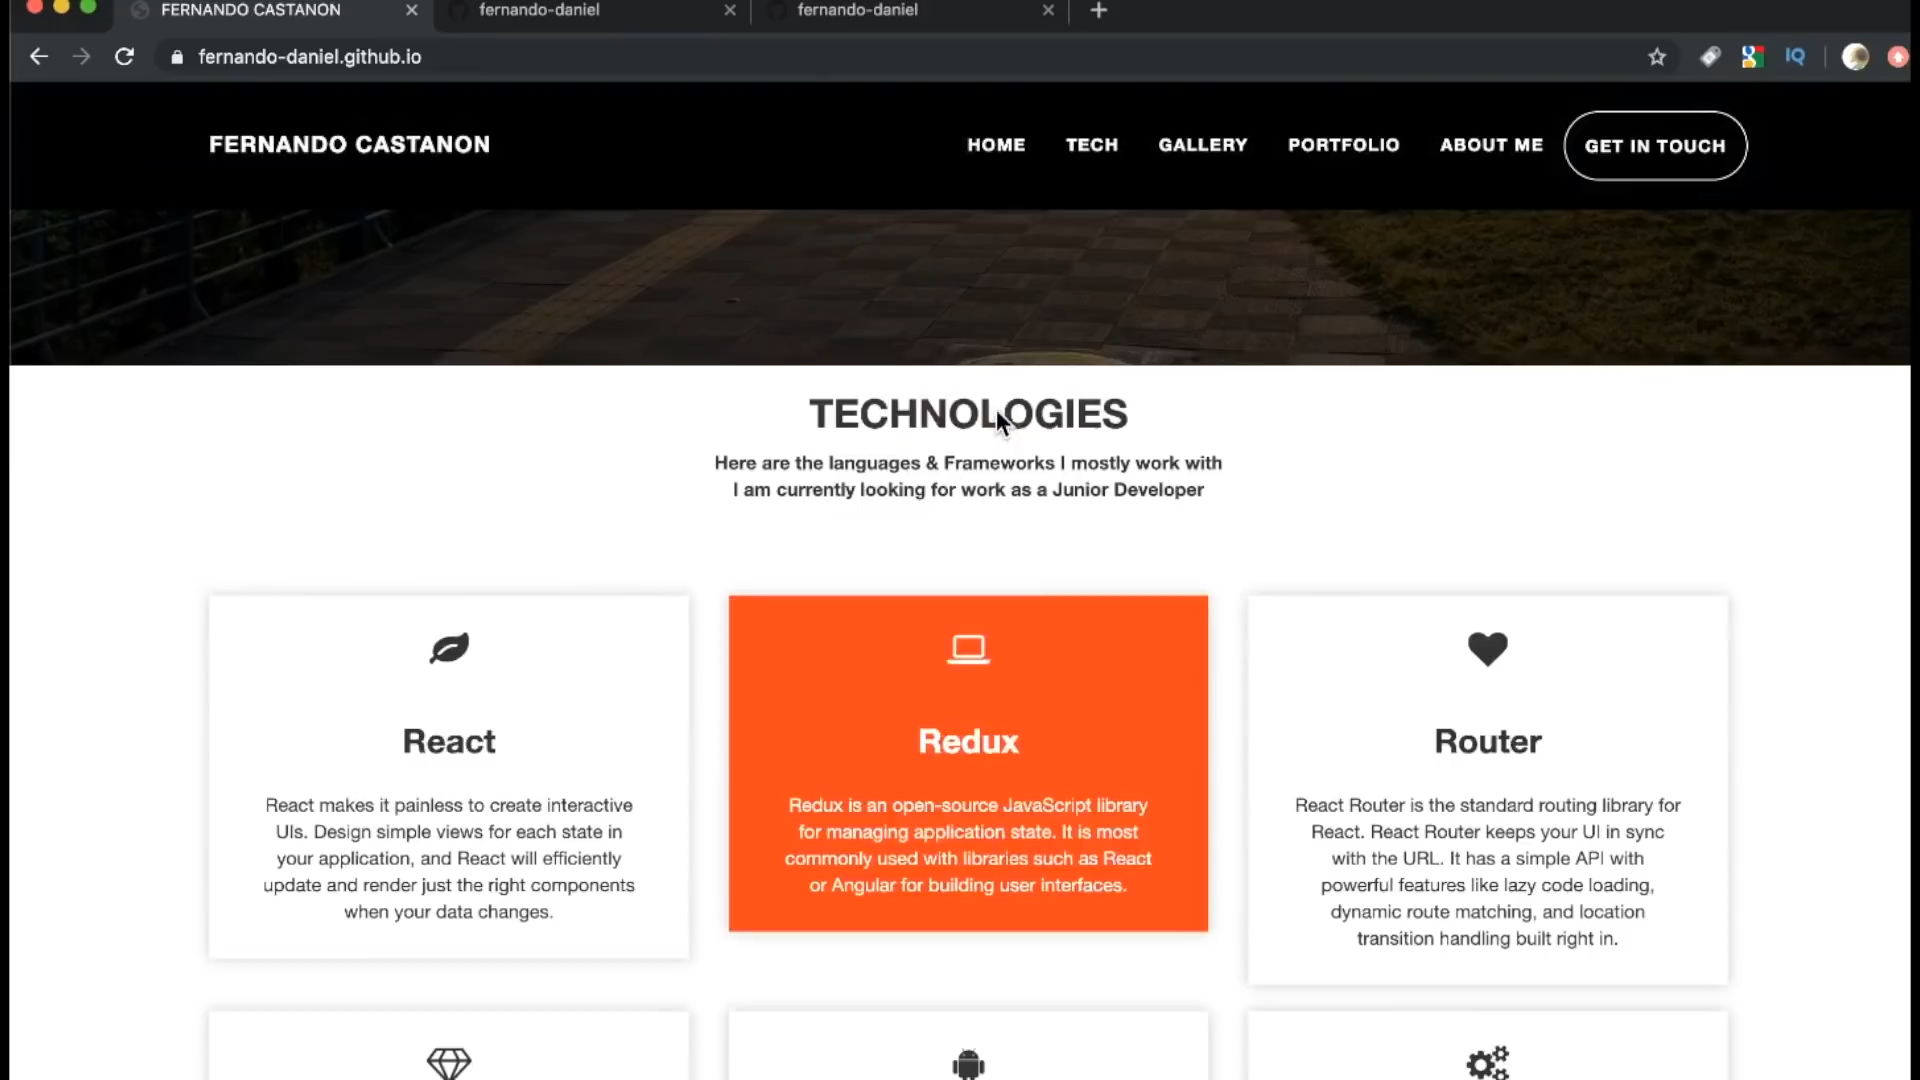 FERNANDO CASTANON
fernando-daniel
fernando-daniel
fernando-daniel.github.io
IQ
FERNANDO CASTANON
HOME
TECH
GALLERY
PORTFOLIO
ABOUT ME
GET IN TOUCH
TECHNOLOGIES
Here are the languages & Frameworks I mostly work with
I am currently looking for work as a Junior Developer
React
React makes it painless to create interactive
UIs. Design simple views for each state in
your application, and React will efficiently
update and render just the right components
when your data changes.
Redux
Redux is an open-source JavaScript library
for managing application state. It is most
commonly used with libraries such as React
or Angular for building user interfaces.
Router
React Router is the standard routing library for
React. React Router keeps your UI in sync
with the URL. It has a simple API with
powerful features like lazy code loading,
dynamic route matching, and location
transition handling built right in.